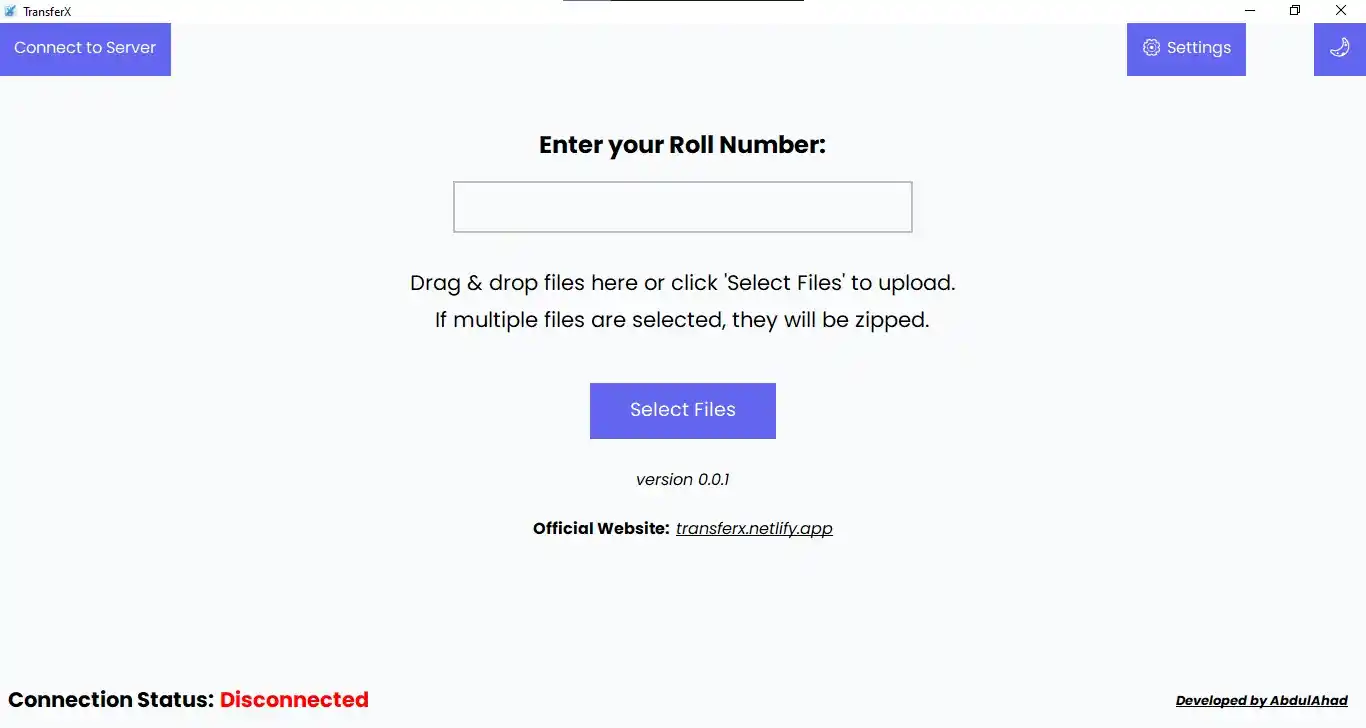 TransferX
Connect to Server
Settings
Enter your Roll Number:
Drag & drop files here or click 'Select Files' to upload.
If multiple files are selected, they will be zipped.
Select Files
version 0.0.1
Official Website: transferx.netlify.app
Connection Status: Disconnected
Developed by AbdulAhad